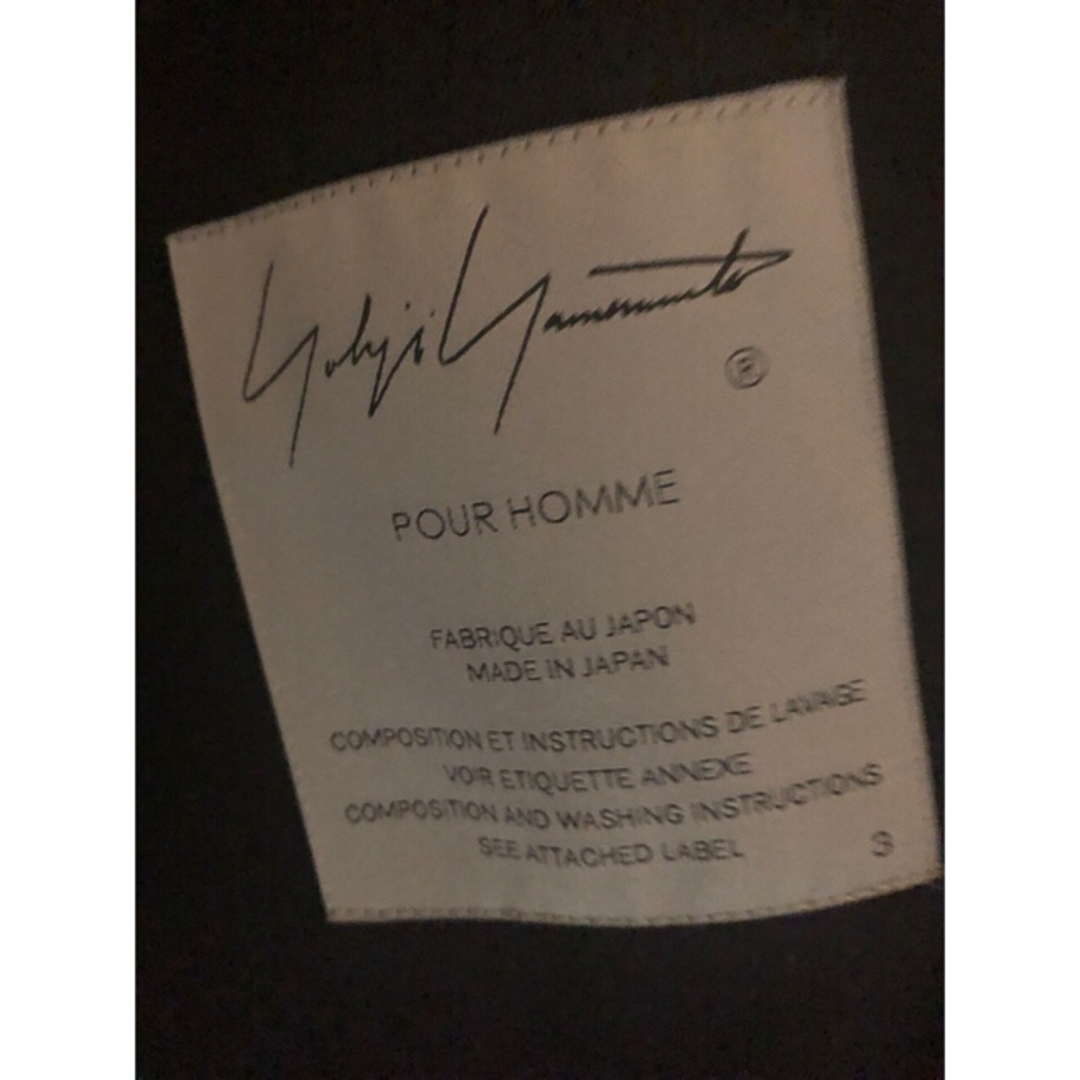 Yohji Yamamoto
®
POUR HOMME
FABRIQUE AU JAPON
MADE IN JAPAN
COMPOSITION ET INSTRUCTIONS DE LAVAGE
VOIR ETIQUETTE ANNEXE
COMPOSITION AND WASHING INSTRUCTIONS
SEE ATTACHED LABEL
3